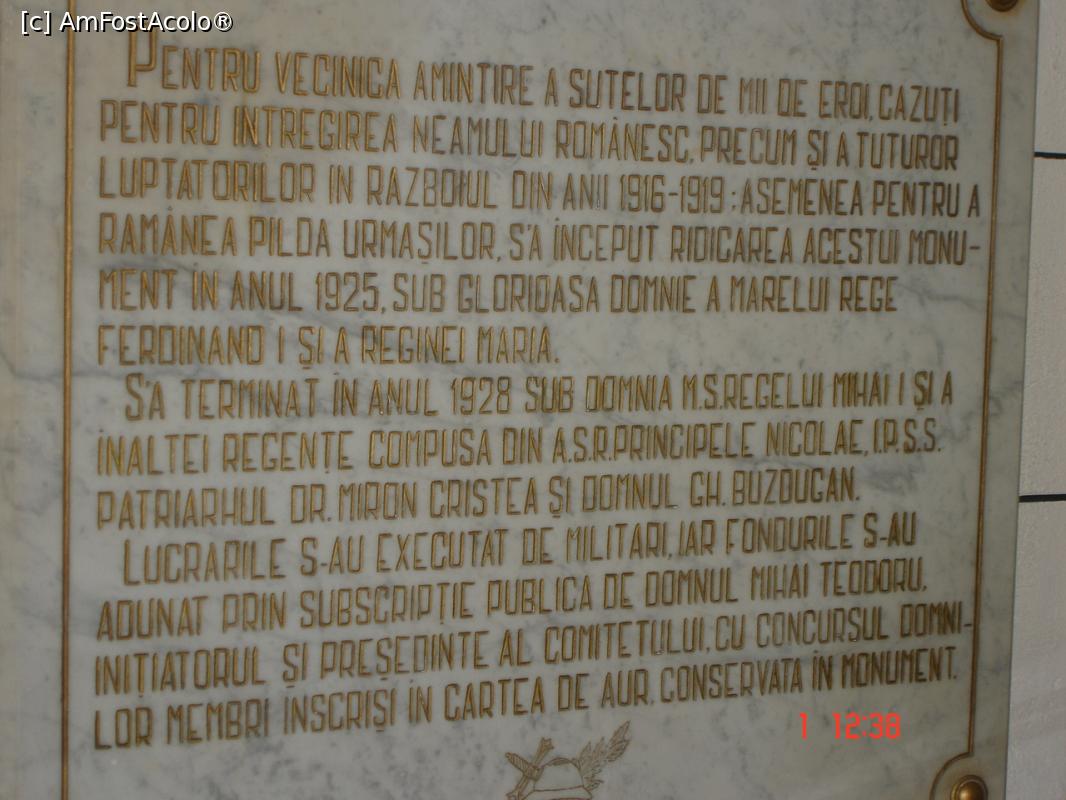 [c] AmFostAcolo®
PENTRU VECINICA AMINTIRE A SUTELOR DE MII DE EROI, CAZUȚI
PENTRU INTREGIREA NEAMULUI ROMÂNESC, PRECUM ȘI A TUTUROR
LUPTATORILOR IN RAZBOIUL DIN ANII 1916-1919; ASEMENEA PENTRU A
RAMÂNEA PILDA URMAȘILOR, S'A ÎNCEPUT RIDICAREA ACESTUI MONU-
MENT IN ANUL 1925, SUB GLORIOASA DOMNIE A MARELUI REGE
FERDINAND I ȘI A REGINEI MARIA.
S'A TERMINAT IN ANUL 1928 SUB DOMNIA M.S.REGELUI MIHAI I ȘI A
INALTEI REGENȚE COMPUSA DIN A.S.R.PRINCIPELE NICOLAE, I.P.S.S.
PATRIARHUL DR. MIRON CRISTEA ȘI DOMNUL GH. BUZDUGAN.
LUCRARILE S-AU EXECUTAT DE MILITARI, IAR FONDURILE S-AU
ADUNAT PRIN SUBSCRIPȚIE PUBLICA DE DOMNUL MIHAI TEODORU,
INIȚIATORUL ȘI PREȘEDINTE AL COMITETULUI, CU CONCURSUL DOMNI-
LOR MEMBRI ÎNSCRIȘI IN CARTEA DE AUR, CONSERVATA IN MONUMENT.
1 12:38